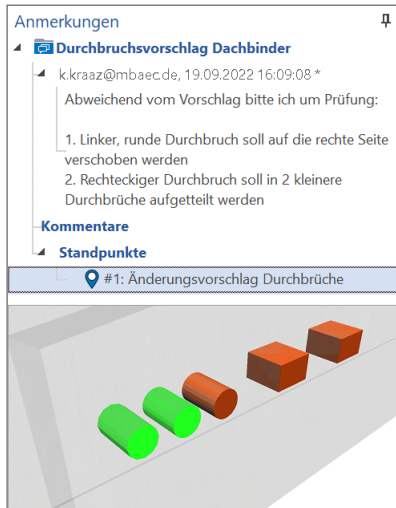 Anmerkungen
Durchbruchsvorschlag Dachbinder
k.kraaz@mbaec.de, 19.09.2022 16:09:08 *
Abweichend vom Vorschlag bitte ich um Prüfung:
1. Linker, runde Durchbruch soll auf die rechte Seite
verschoben werden
2. Rechteckiger Durchbruch soll in 2 kleinere
Durchbrüche aufgetteilt werden
Kommentare
Standpunkte
#1: Änderungsvorschlag Durchbrüche